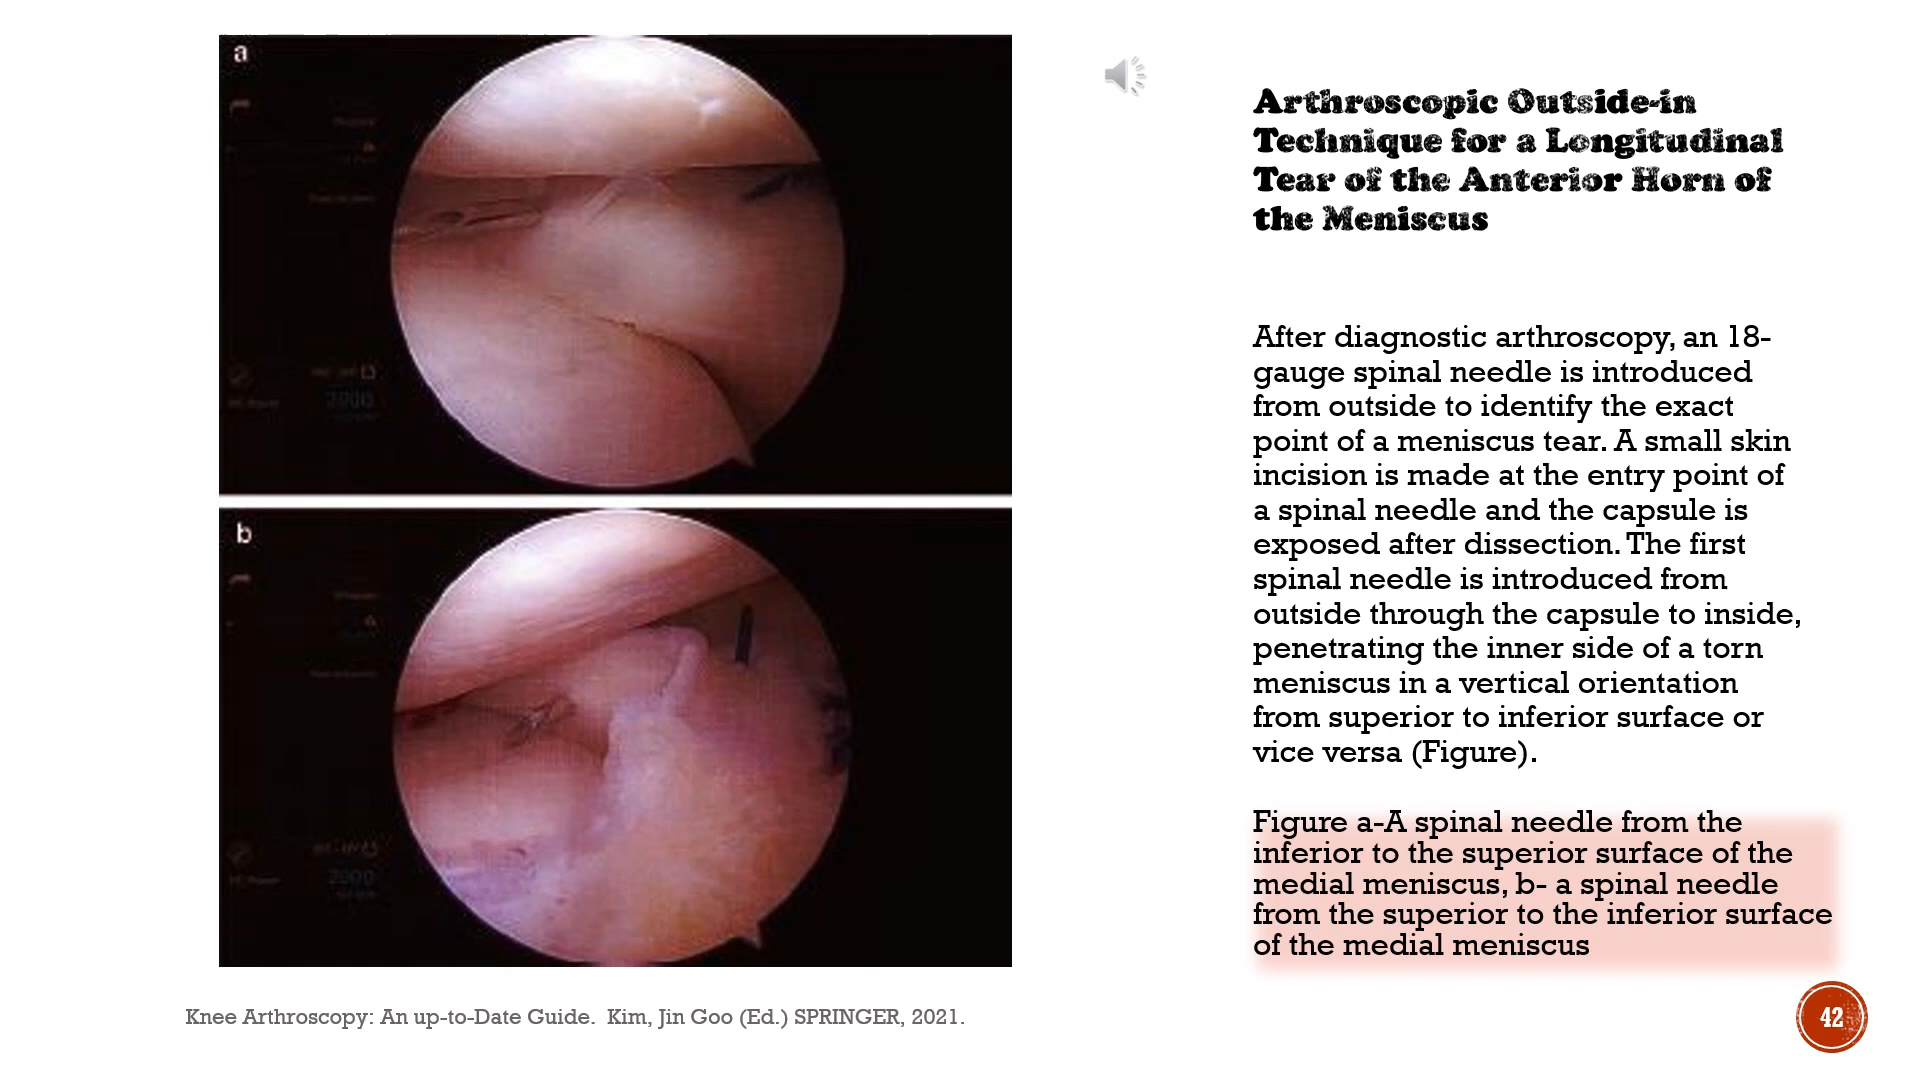 a
2000
b
2000
Arthroscopic Outside-in
Technique for a Longitudinal
Tear of the Anterior Horn of
the Meniscus
After diagnostic arthroscopy, an 18-
gauge spinal needle is introduced
from outside to identify the exact
point of a meniscus tear. A small skin
incision is made at the entry point of
a spinal needle and the capsule is
exposed after dissection. The first
spinal needle is introduced from
outside through the capsule to inside,
penetrating the inner side of a torn
meniscus in a vertical orientation
from superior to inferior surface or
vice versa (Figure).
Figure a-A spinal needle from the
inferior to the superior surface of the
medial meniscus, b- a spinal needle
from the superior to the inferior surface
of the medial meniscus
Knee Arthroscopy: An up-to-Date Guide. Kim, Jin Goo (Ed.) SPRINGER, 2021.
42